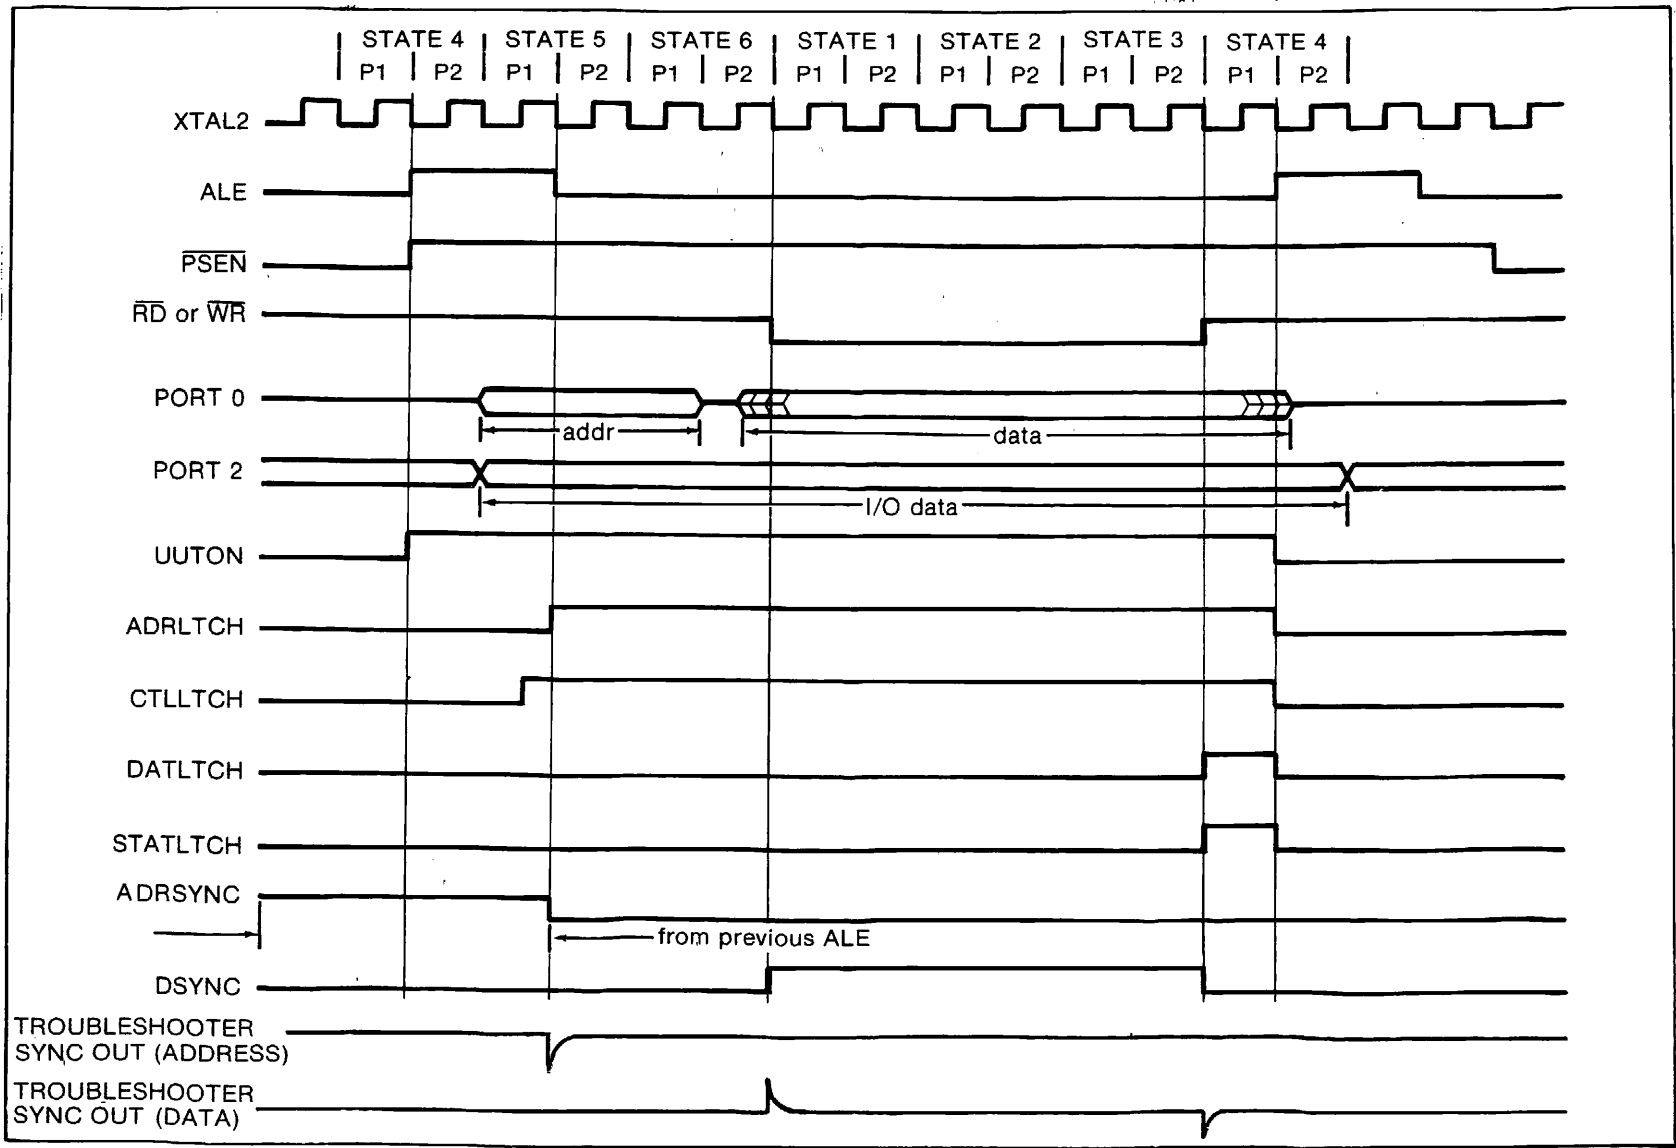 STATE 4 STATE 5 STATE 6 STATE 1 STATE 2 STATE 3 STATE 4
P1 P2 P1 P2 P1 P2 P1 P2 P1 P2 P1 P2 P1 P2
XTAL2
ALE
PSEN
RD or WR
PORT 0
addr
data
PORT 2
I/O data
UUTON
ADRLTCH
CTLLTCH
DATLTCH
STATLTCH
ADRSYNC
from previous ALE
DSYNC
TROUBLESHOOTER
SYNC OUT (ADDRESS)
TROUBLESHOOTER
SYNC OUT (DATA)